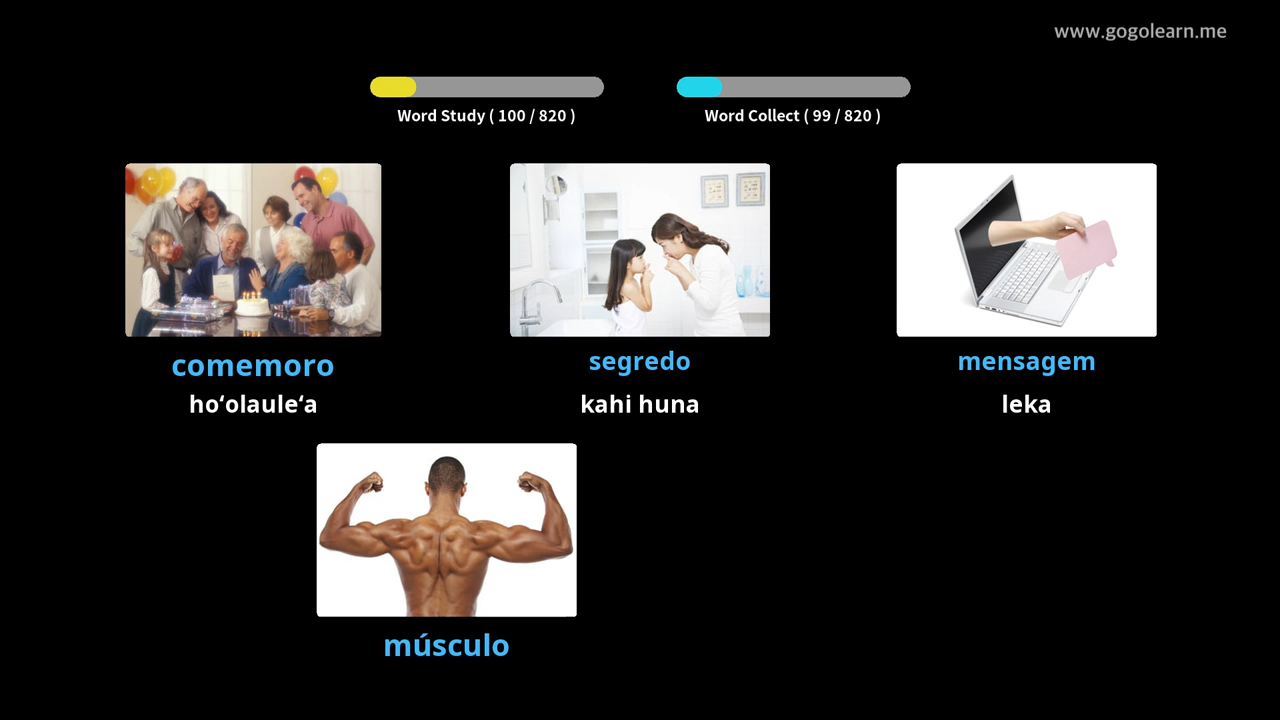 www.gogolearn.me
Word Study ( 100 / 820 )
Word Collect ( 99 / 820 )
comemoro
segredo
mensagem
hoʻolauleʻa
kahi huna
leka
músculo